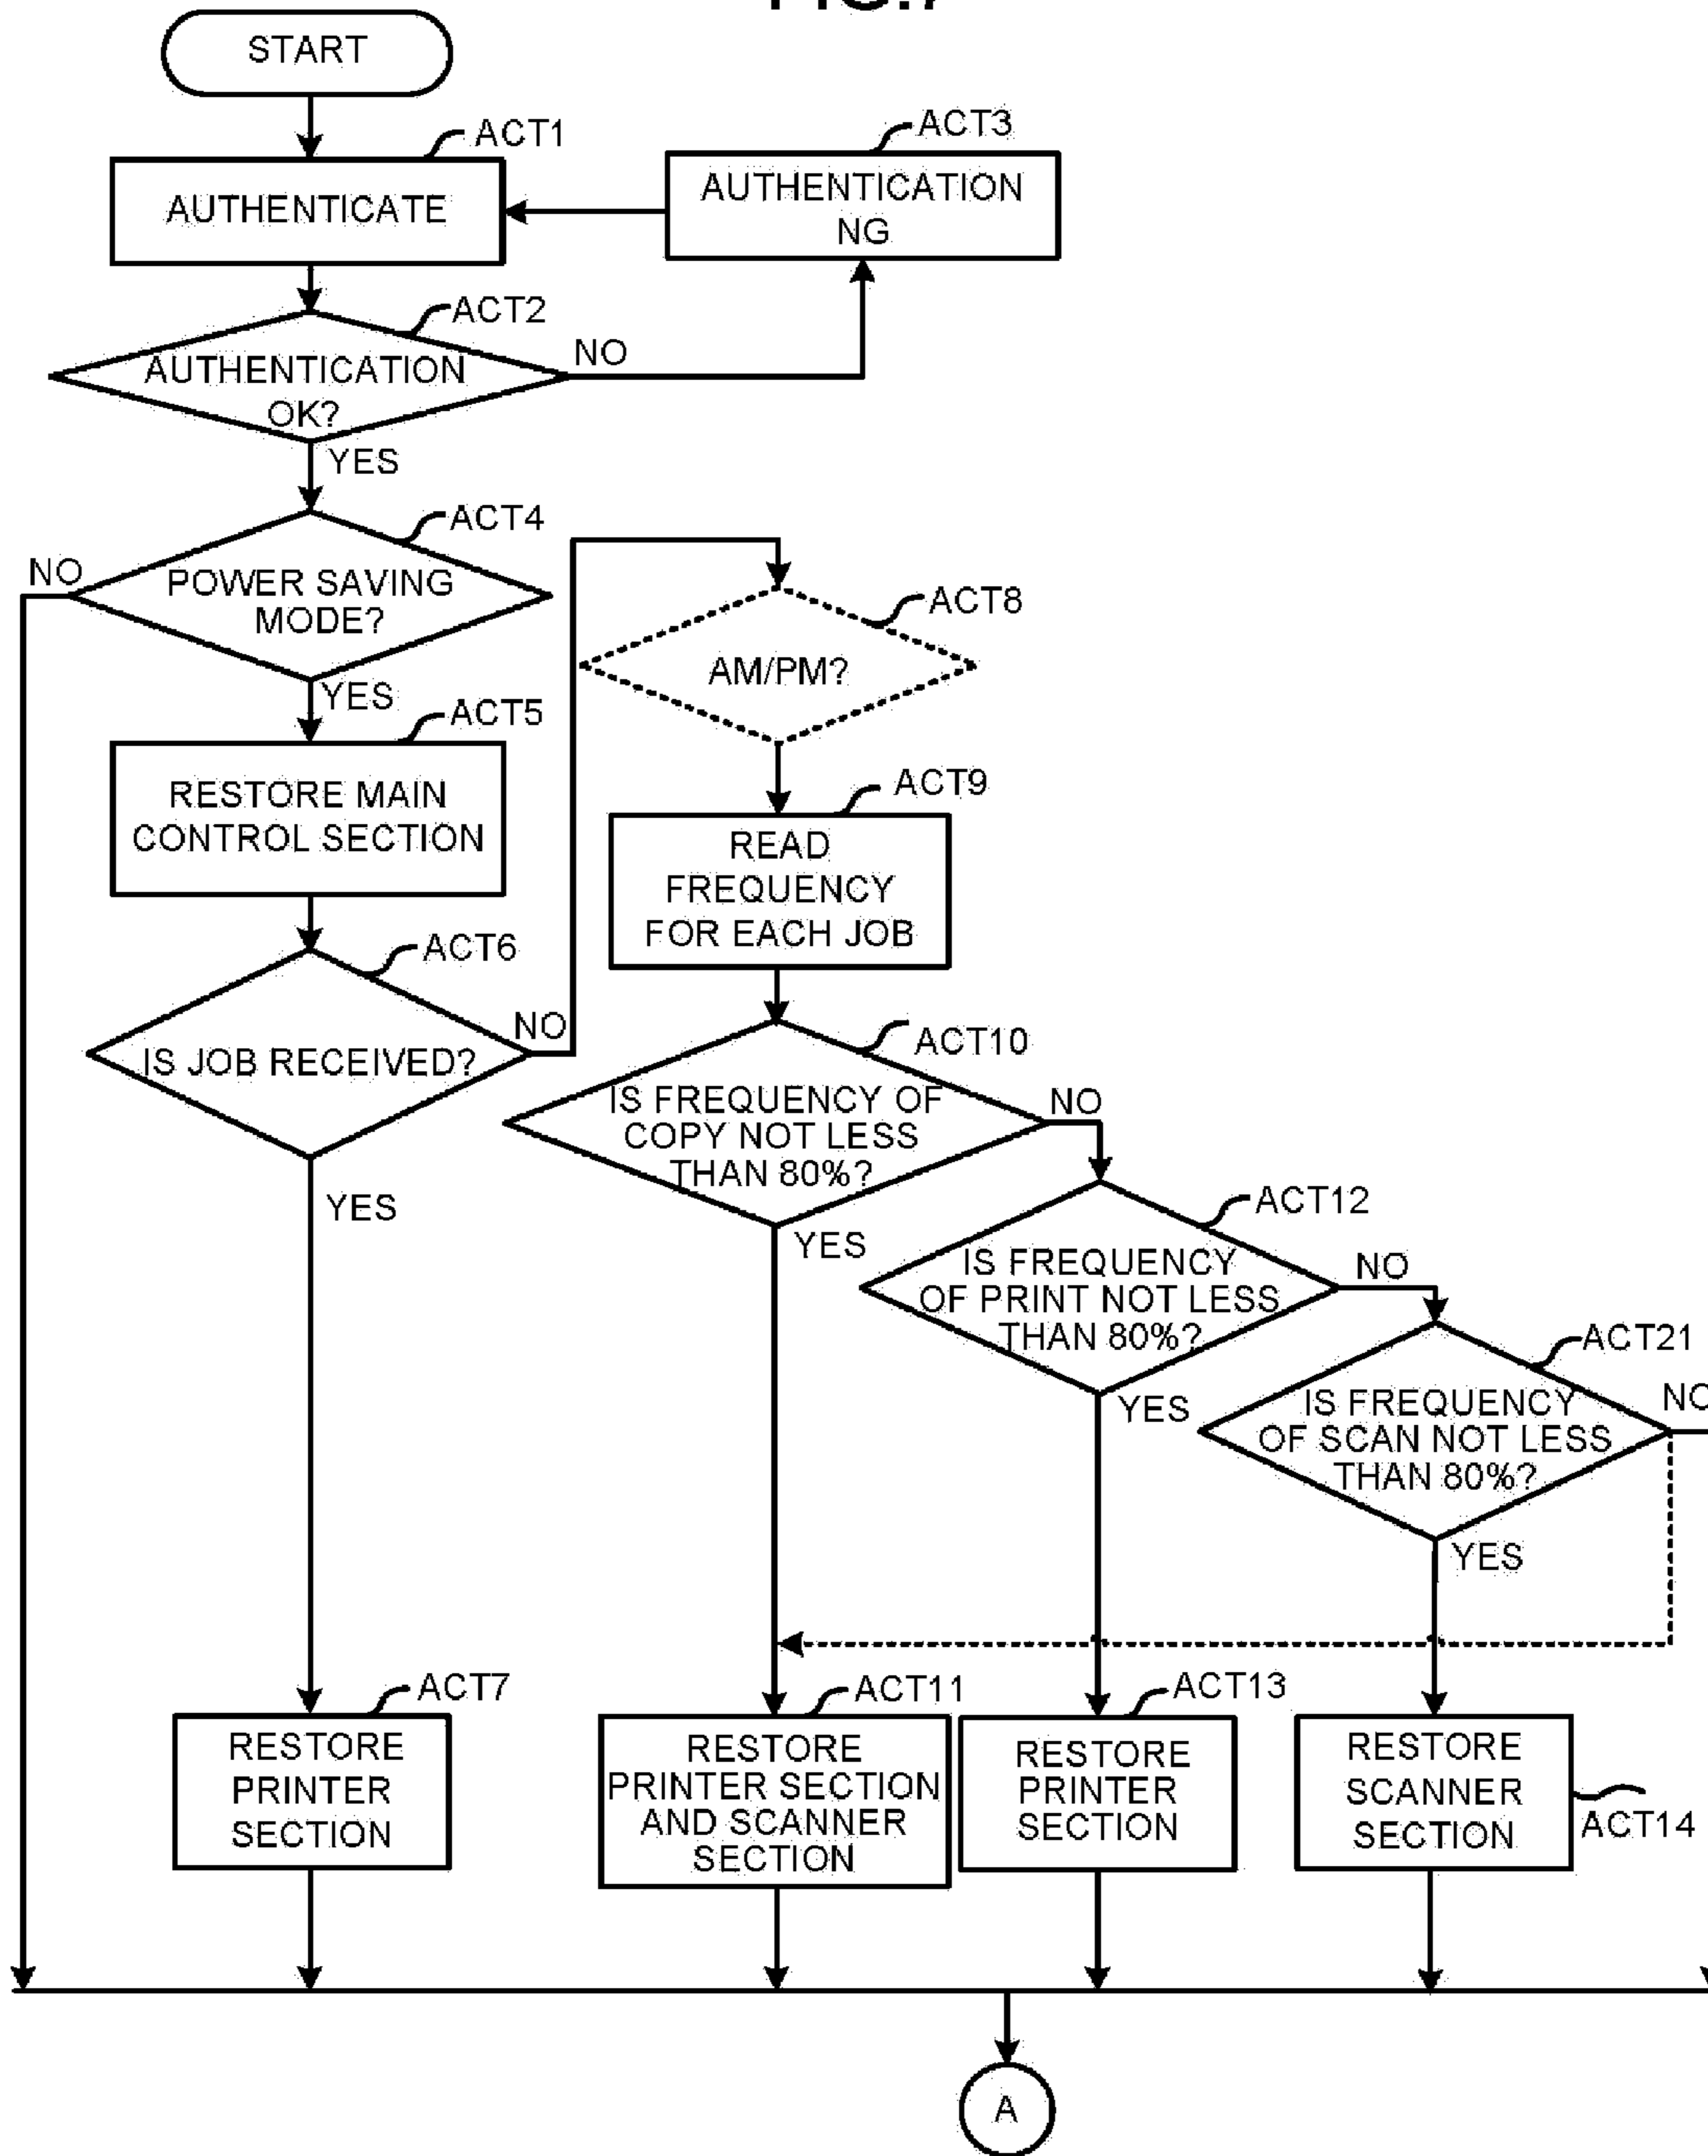 START
ACT1
AUTHENTICATE
ACT3
AUTHENTICATION
NG
ACT2
AUTHENTICATION
OK?
NO
YES
ACT4
POWER SAVING
MODE?
NO
YES
ACT5
RESTORE MAIN
CONTROL SECTION
ACT6
IS JOB RECEIVED?
NO
YES
ACT7
RESTORE
PRINTER
SECTION
ACT8
AM/PM?
ACT9
READ
FREQUENCY
FOR EACH JOB
ACT10
IS FREQUENCY OF
COPY NOT LESS
THAN 80%?
NO
YES
ACT11
RESTORE
PRINTER SECTION
AND SCANNER
SECTION
ACT12
IS FREQUENCY
OF PRINT NOT LESS
THAN 80%?
NO
YES
ACT13
RESTORE
PRINTER
SECTION
ACT21
IS FREQUENCY
OF SCAN NOT LESS
THAN 80%?
NO
YES
RESTORE
SCANNER
SECTION
ACT14
A